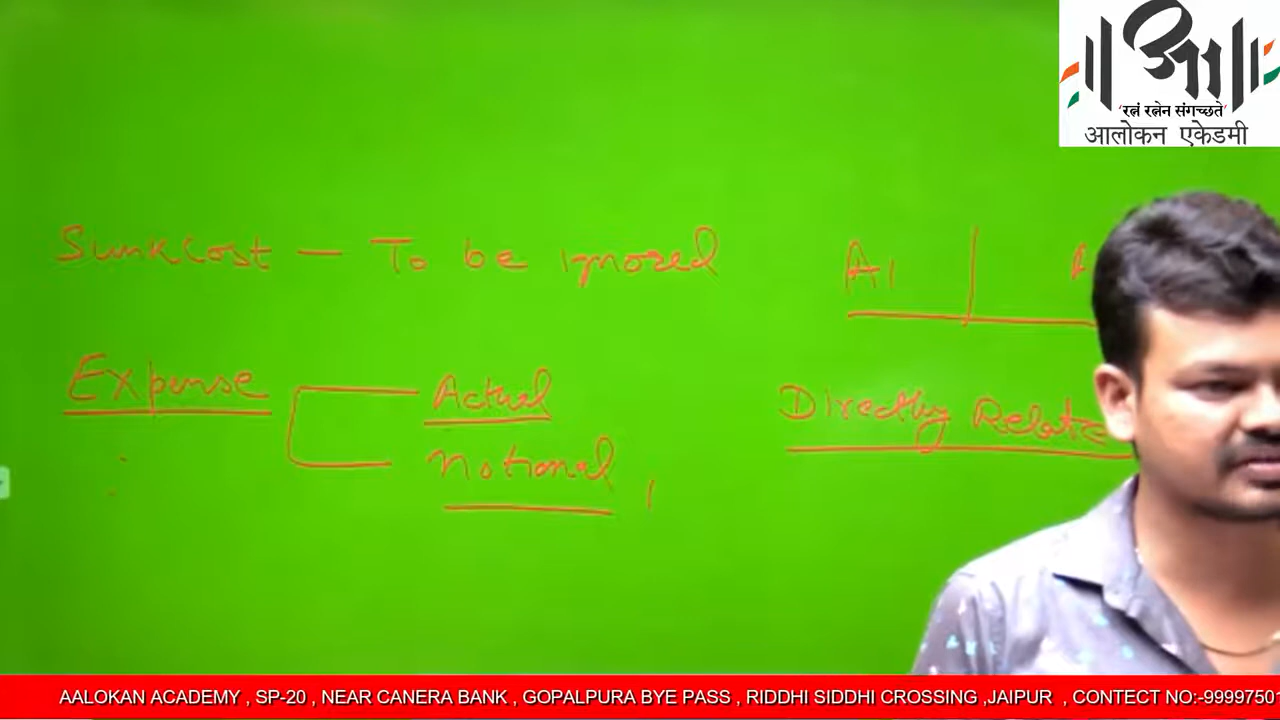 'रत्नं रत्नेन संगच्छते'
आलोकन एकेडमी
Sunk Cost — To be ignored
A1
Expense
Actual
Notional
Directly Relate
AALOKAN ACADEMY , SP-20 , NEAR CANERA BANK , GOPALPURA BYE PASS , RIDDHI SIDDHI CROSSING ,JAIPUR , CONTECT NO:-99997501